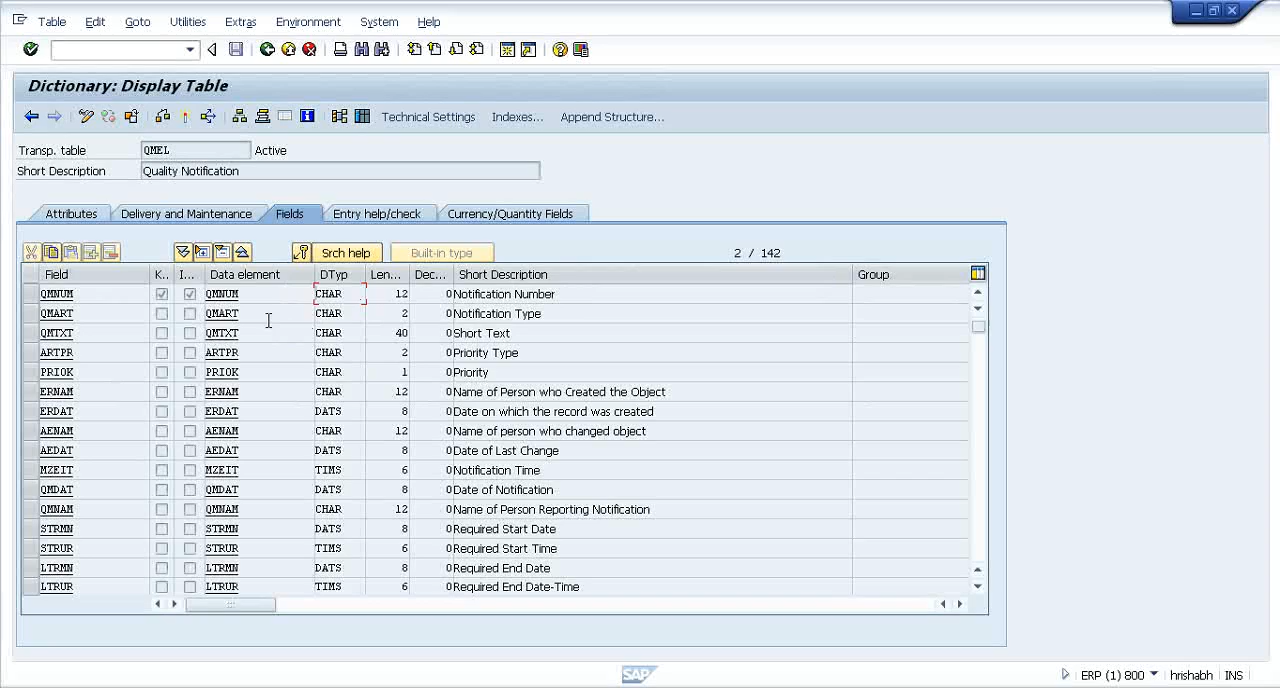 Table Edit Goto Utilities Extras Environment System Help
Dictionary: Display Table
Technical Settings Indexes... Append Structure...
Transp. table QMEL Active
Short Description Quality Notification
Attributes Delivery and Maintenance Fields Entry help/check Currency/Quantity Fields
Srch help Built-in type 2 / 142
Field K.. I... Data element DTyp Len... Dec... Short Description Group
QMNUM QMNUM CHAR 12 0 Notification Number
QMART QMART CHAR 2 0 Notification Type
QMTXT QMTXT CHAR 40 0 Short Text
ARTPR ARTPR CHAR 2 0 Priority Type
PRIOK PRIOK CHAR 1 0 Priority
ERNAM ERNAM CHAR 12 0 Name of Person who Created the Object
ERDAT ERDAT DATS 8 0 Date on which the record was created
AENAM AENAM CHAR 12 0 Name of person who changed object
AEDAT AEDAT DATS 8 0 Date of Last Change
MZEIT MZEIT TIMS 6 0 Notification Time
QMDAT QMDAT DATS 8 0 Date of Notification
QMNAM QMNAM CHAR 12 0 Name of Person Reporting Notification
STRMN STRMN DATS 8 0 Required Start Date
STRUR STRUR TIMS 6 0 Required Start Time
LTRMN LTRMN DATS 8 0 Required End Date
LTRUR LTRUR TIMS 6 0 Required End Date-Time
SAP ERP (1) 800 hrishabh INS